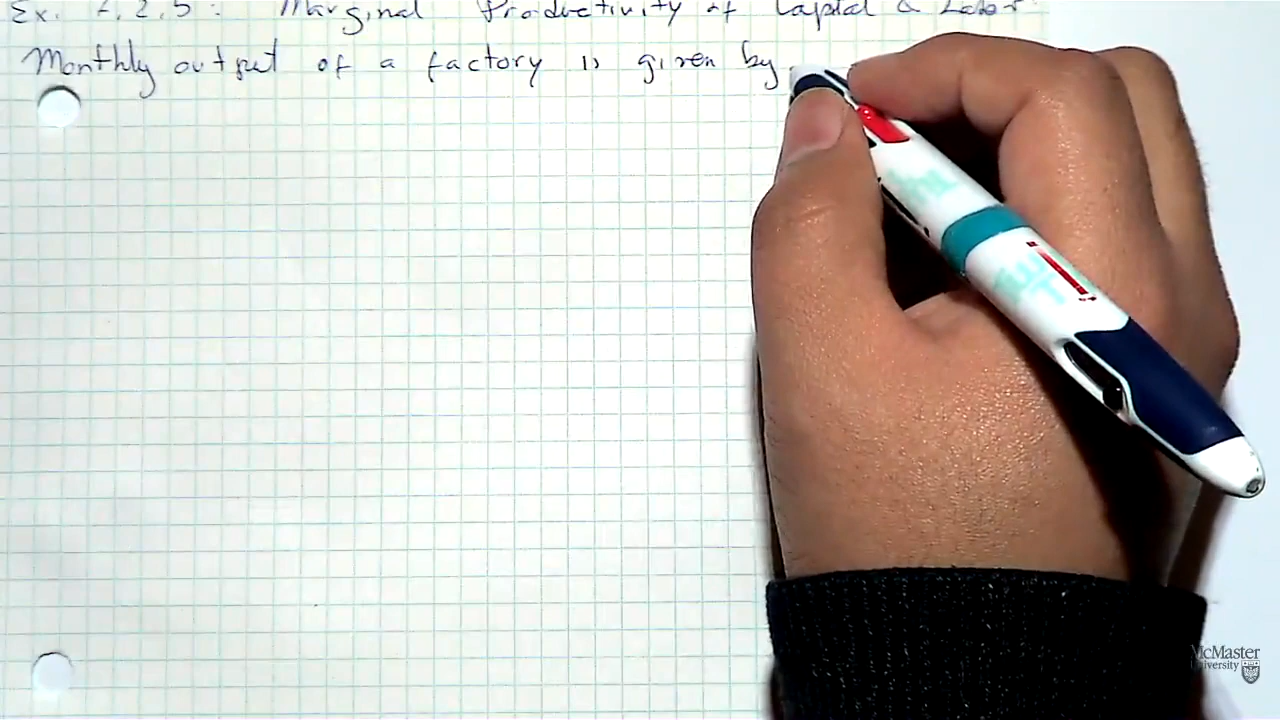 Ex. 7.2.5: Marginal Productivity of Capital & Labor
Monthly output of a factory is given by
McMaster
University